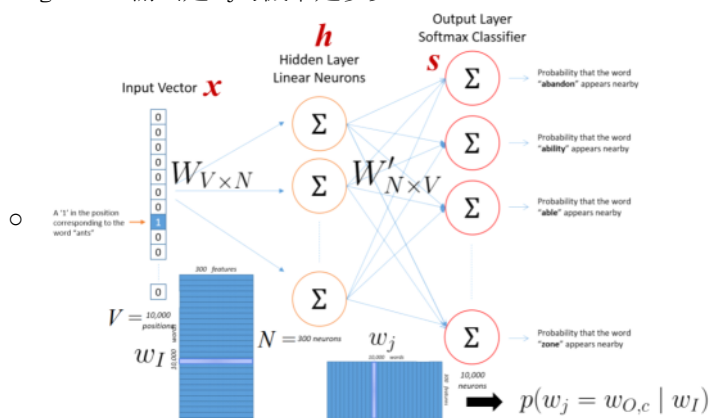 Output Layer
Softmax Classifier
h
Hidden Layer
Linear Neurons
s
Input Vector x
Σ
Probability that the word
"abandon" appears nearby
0
0
0
0
0
0
0
1
0
0
0
Σ
Σ
Probability that the word
"ability" appears nearby
W_{V×N}
Σ
W'_{N×V}
Σ
Probability that the word
"able" appears nearby
A '1' in the position
corresponding to the
word "ants"
300 features
Σ
V = 10,000
positions
10,000 words
w_I
N = 300 neurons
w_j
10,000 words
Σ
Probability that the word
"zone" appears nearby
10,000
neurons
p(w_j = w_{O,c} | w_I)